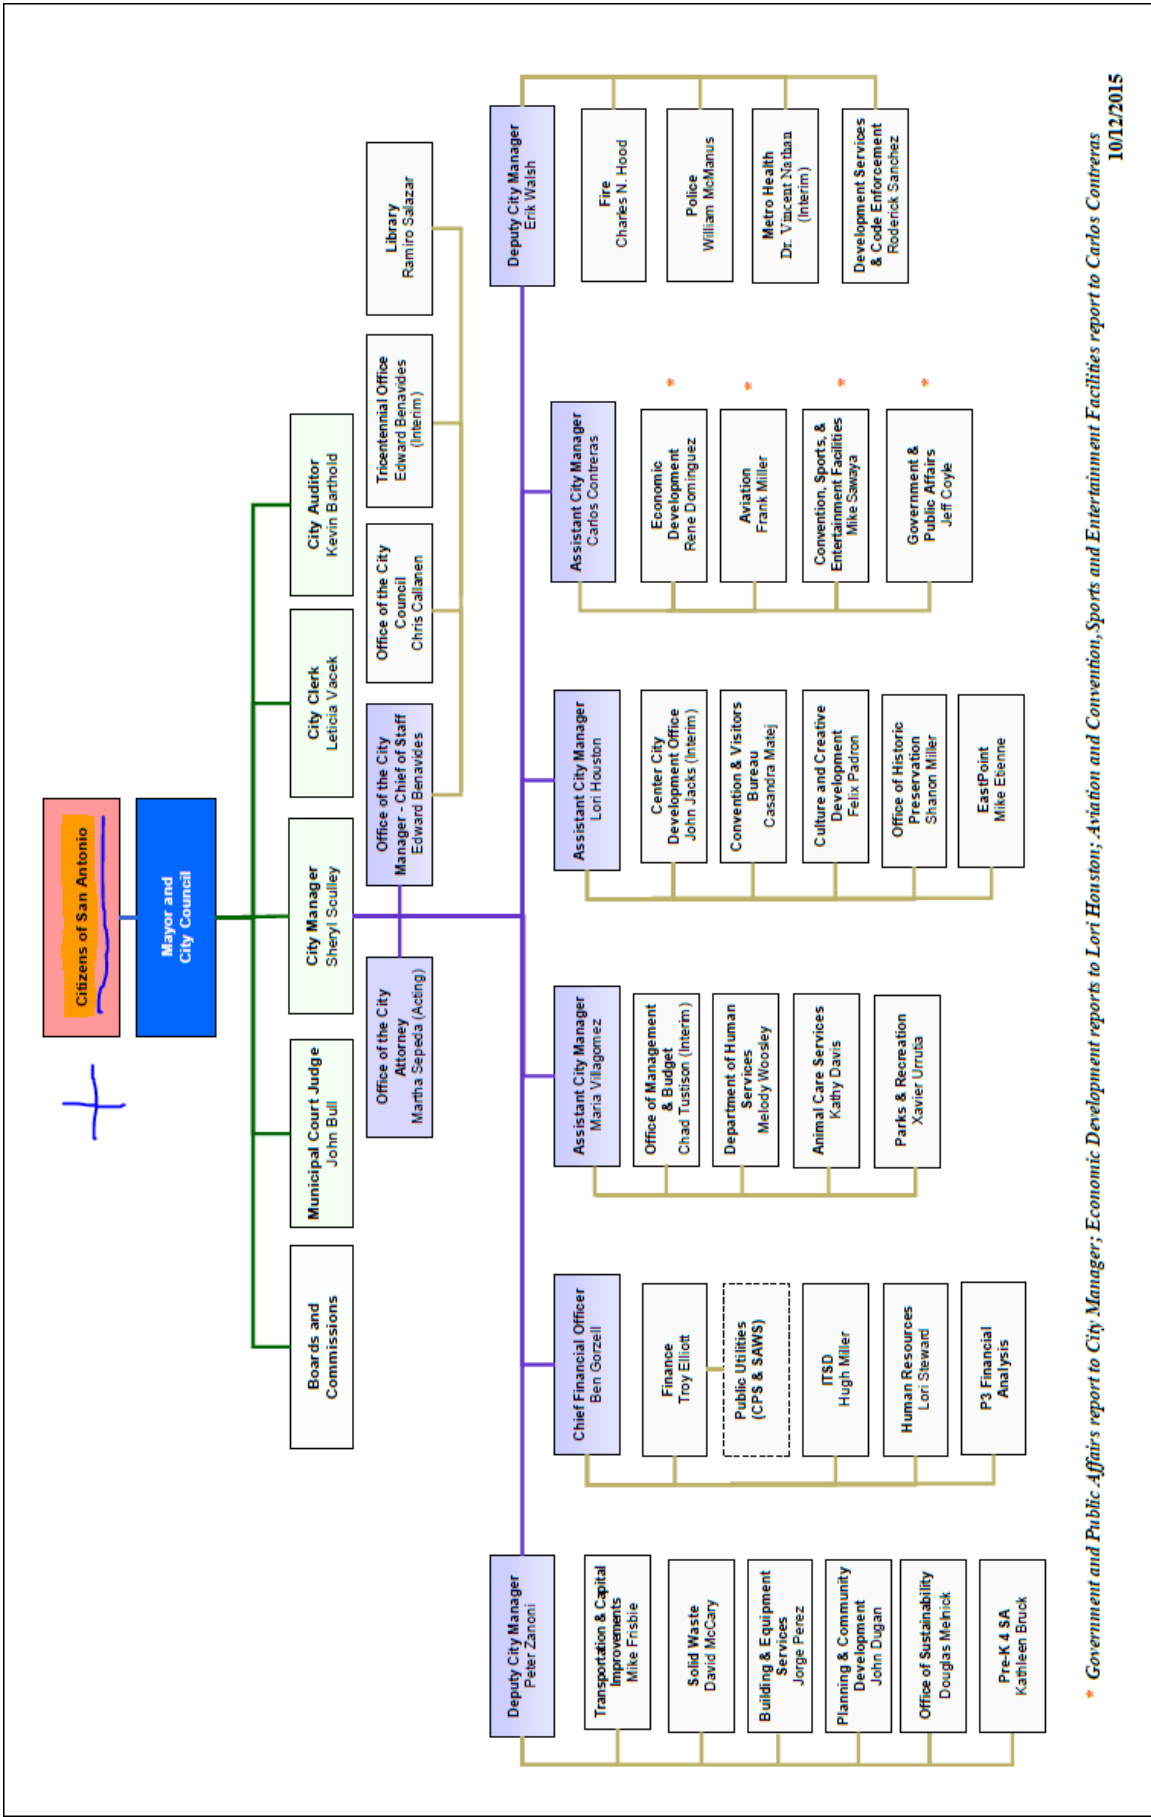 Citizens of San Antonio
Mayor and
City Council
Boards and
Commissions
Municipal Court Judge
John Bull
City Manager
Sheryl Sculley
City Clerk
Leticia Vacek
City Auditor
Kevin Barthold
Office of the City
Attorney
Martha Sepeda (Acting)
Office of the City
Manager - Chief of Staff
Edward Benavides
Office of the City
Council
Chris Callanen
Tricentennial Office
Edward Benavides
(Interim)
Library
Ramiro Salazar
Deputy City Manager
Peter Zanoni
Transportation & Capital
Improvements
Mike Frisbie
Solid Waste
David McCary
Building & Equipment
Services
Jorge Perez
Planning & Community
Development
John Dugan
Office of Sustainability
Douglas Melnick
Pre-K 4 SA
Kathleen Bruck
Chief Financial Officer
Ben Gorzell
Finance
Troy Elliott
Public Utilities
(CPS & SAWS)
ITSD
Hugh Miller
Human Resources
Lori Steward
P3 Financial
Analysis
Assistant City Manager
Maria Villagomez
Office of Management
& Budget
Chad Tustison (Interim)
Department of Human
Services
Melody Woosley
Animal Care Services
Kathy Davis
Parks & Recreation
Xavier Urrutia
Assistant City Manager
Lori Houston
Center City
Development Office
John Jacks (Interim)
Convention & Visitors
Bureau
Casandra Matej
Culture and Creative
Development
Felix Padron
Office of Historic
Preservation
Shanon Miller
EastPoint
Mike Etienne
Assistant City Manager
Carlos Contreras
Economic
Development
Rene Dominguez
*
Aviation
Frank Miller
*
Convention, Sports, &
Entertainment Facilities
Mike Sawaya
*
Government &
Public Affairs
Jeff Coyle
*
Deputy City Manager
Erik Walsh
Fire
Charles N. Hood
Police
William McManus
Metro Health
Dr. Vincent Nathan
(Interim)
Development Services
& Code Enforcement
Roderick Sanchez
* Government and Public Affairs report to City Manager; Economic Development reports to Lori Houston; Aviation and Convention,Sports and Entertainment Facilities report to Carlos Contreras
10/12/2015